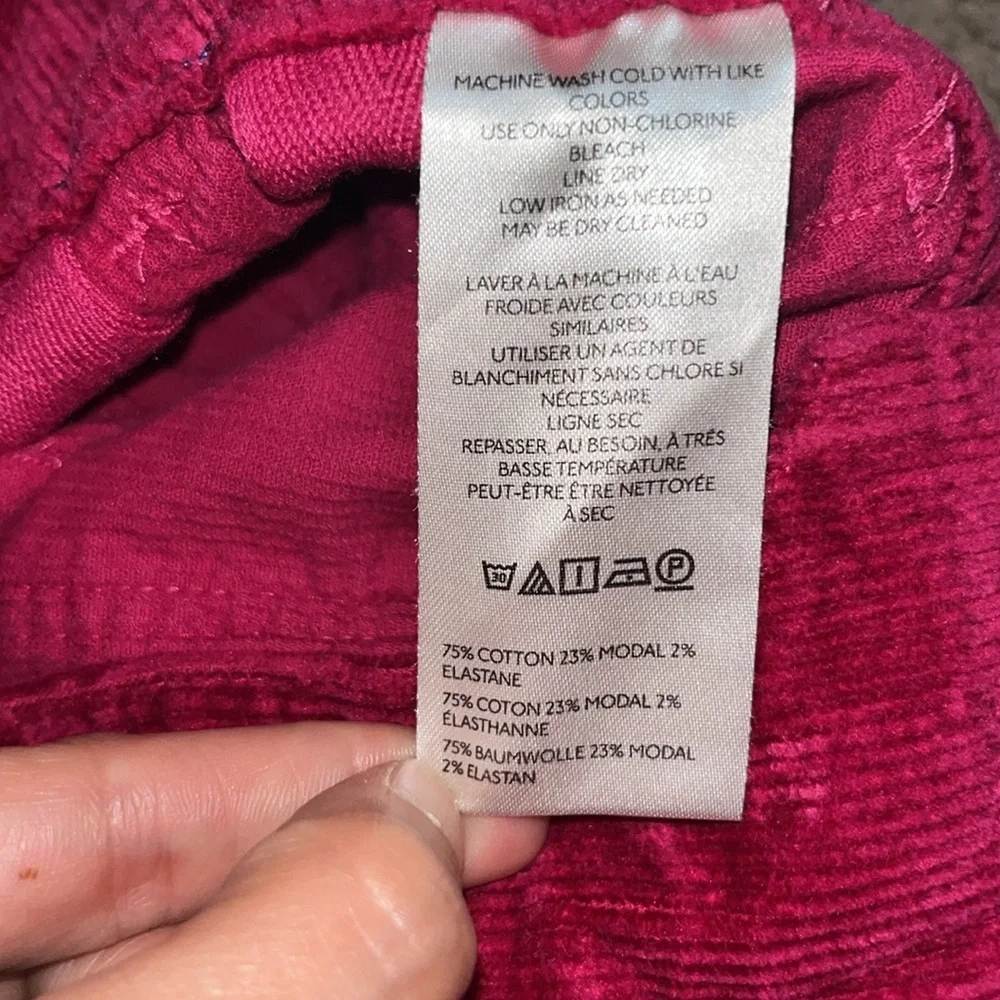 MACHINE WASH COLD WITH LIKE
COLORS
USE ONLY NON-CHLORINE
BLEACH
LINE DRY
LOW IRON AS NEEDED
MAY BE DRY CLEANED
LAVER À LA MACHINE À L'EAU
FROIDE AVEC COULEURS
SIMILAIRES
UTILISER UN AGENT DE
BLANCHIMENT SANS CHLORE SI
NÉCESSAIRE
LIGNE SEC
REPASSER, AU BESOIN, À TRÉS
BASSE TEMPÉRATURE
PEUT-ÊTRE ÊTRE NETTOYÉE
À SEC
30 P
75% COTTON 23% MODAL 2%
ELASTANE
75% COTON 23% MODAL 2%
ÉLASTHANNE
75% BAUMWOLLE 23% MODAL
2% ELASTAN